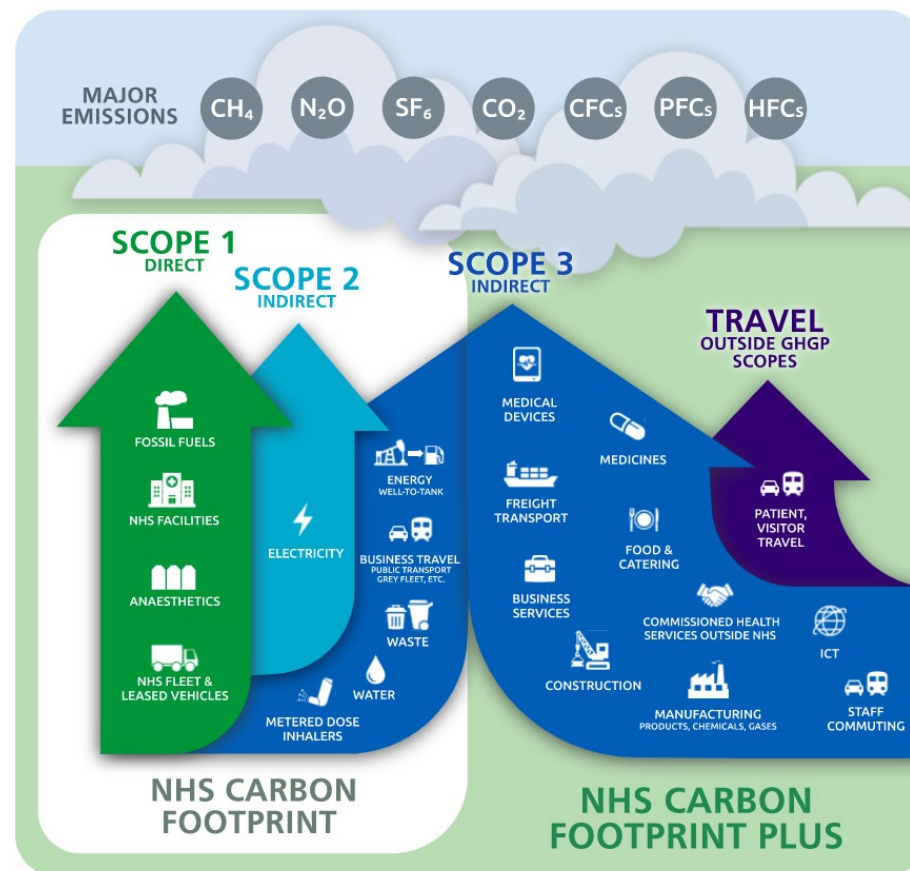 MAJOR
EMISSIONS
CH₄
N₂O
SF₆
CO₂
CFCs
PFCs
HFCs
SCOPE 1
DIRECT
SCOPE 2
INDIRECT
SCOPE 3
INDIRECT
TRAVEL
OUTSIDE GHGP
SCOPES
FOSSIL FUELS
NHS FACILITIES
ANAESTHETICS
NHS FLEET &
LEASED VEHICLES
ELECTRICITY
ENERGY
WELL-TO-TANK
BUSINESS TRAVEL
PUBLIC TRANSPORT
GREY FLEET, ETC.
WASTE
WATER
METERED DOSE
INHALERS
MEDICAL
DEVICES
MEDICINES
FREIGHT
TRANSPORT
FOOD &
CATERING
BUSINESS
SERVICES
COMMISSIONED HEALTH
SERVICES OUTSIDE NHS
CONSTRUCTION
MANUFACTURING
PRODUCTS, CHEMICALS, GASES
PATIENT,
VISITOR
TRAVEL
ICT
STAFF
COMMUTING
NHS CARBON
FOOTPRINT
NHS CARBON
FOOTPRINT PLUS